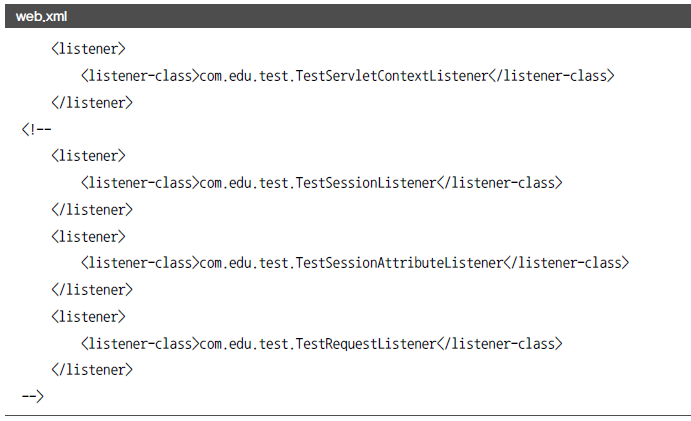 web.xml
<listener>
<listener-class>com.edu.test.TestServletContextListener</listener-class>
</listener>
<!--
<listener>
<listener-class>com.edu.test.TestSessionListener</listener-class>
</listener>
<listener>
<listener-class>com.edu.test.TestSessionAttributeListener</listener-class>
</listener>
<listener>
<listener-class>com.edu.test.TestRequestListener</listener-class>
</listener>
-->